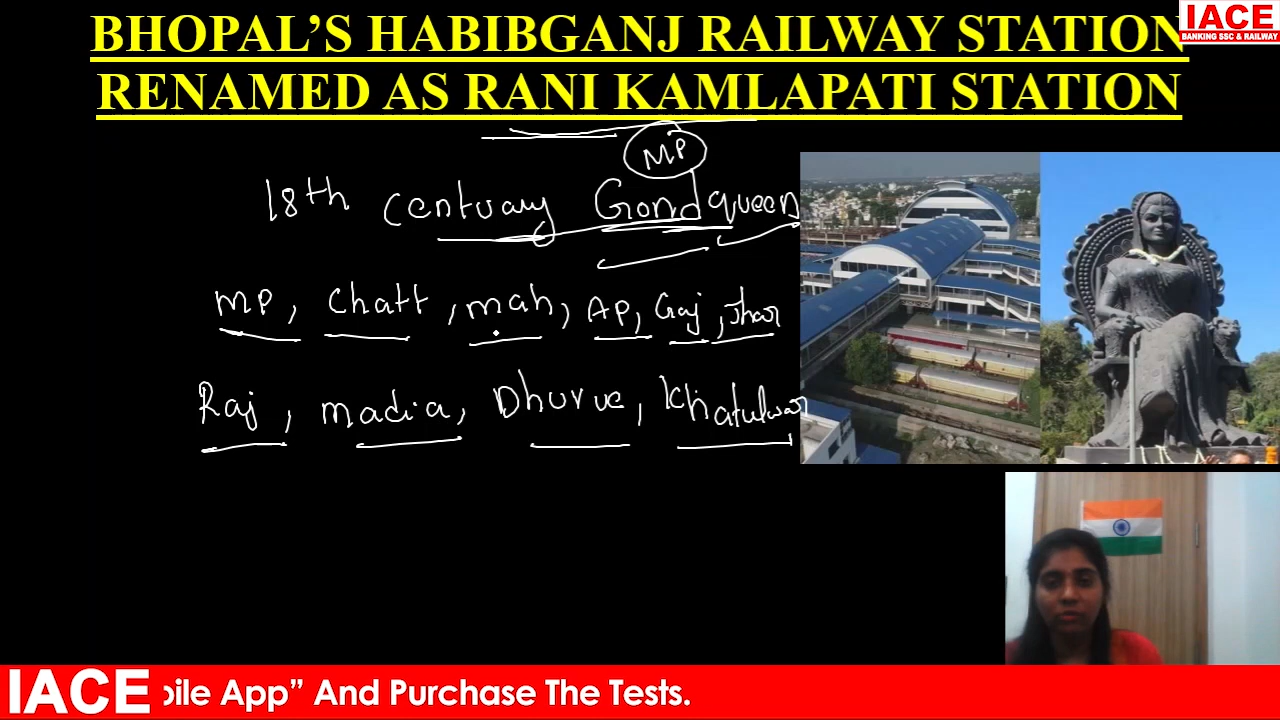 BHOPAL’S HABIBGANJ RAILWAY STATION
IACE
BANKING SSC & RAILWAY
RENAMED AS RANI KAMLAPATI STATION
MP
18th centuary Gond queen
MP, Chatt, mah, AP, Guj, Jhar
Raj, madia, Dhurve, Khatulwar
IACE bile App” And Purchase The Tests.